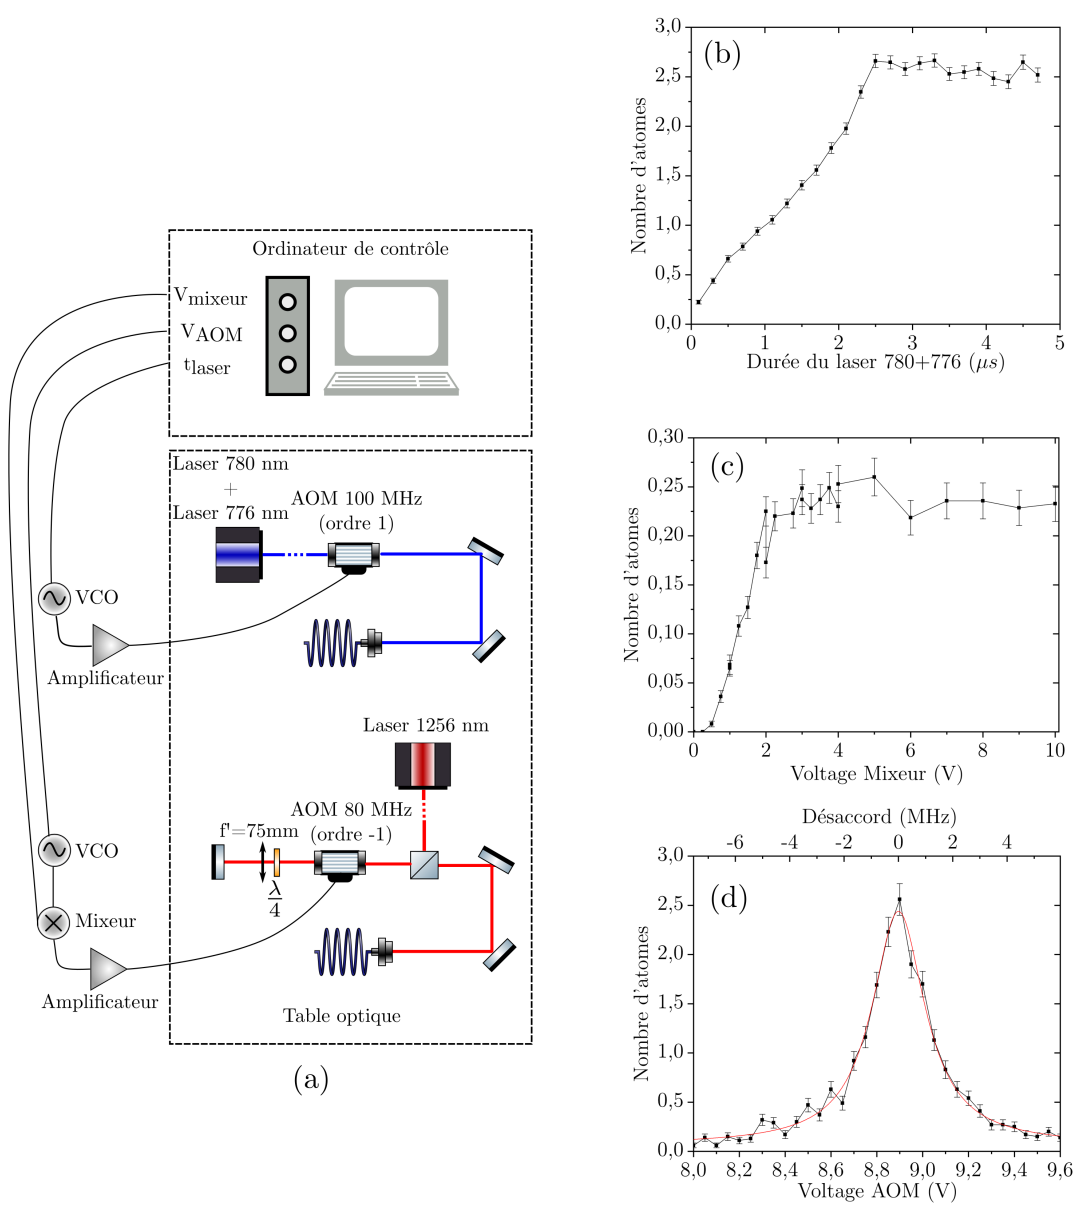 Ordinateur de contrôle
Vmixeur
VAOM
tlaser
Laser 780 nm
+
Laser 776 nm
AOM 100 MHz
(ordre 1)
VCO
Amplificateur
Laser 1256 nm
AOM 80 MHz
(ordre -1)
f'=75mm
λ
4
VCO
Mixeur
Amplificateur
Table optique
(a)
(b)
3,0
2,5
2,0
1,5
1,0
0,5
0,0
0 1 2 3 4 5
Nombre d'atomes
Durée du laser 780+776 (μs)
(c)
0,30
0,25
0,20
0,15
0,10
0,05
0,00
0 2 4 6 8 10
Nombre d'atomes
Voltage Mixeur (V)
Désaccord (MHz)
-6 -4 -2 0 2 4
(d)
3,0
2,5
2,0
1,5
1,0
0,5
0,0
8,0 8,2 8,4 8,6 8,8 9,0 9,2 9,4 9,6
Nombre d'atomes
Voltage AOM (V)